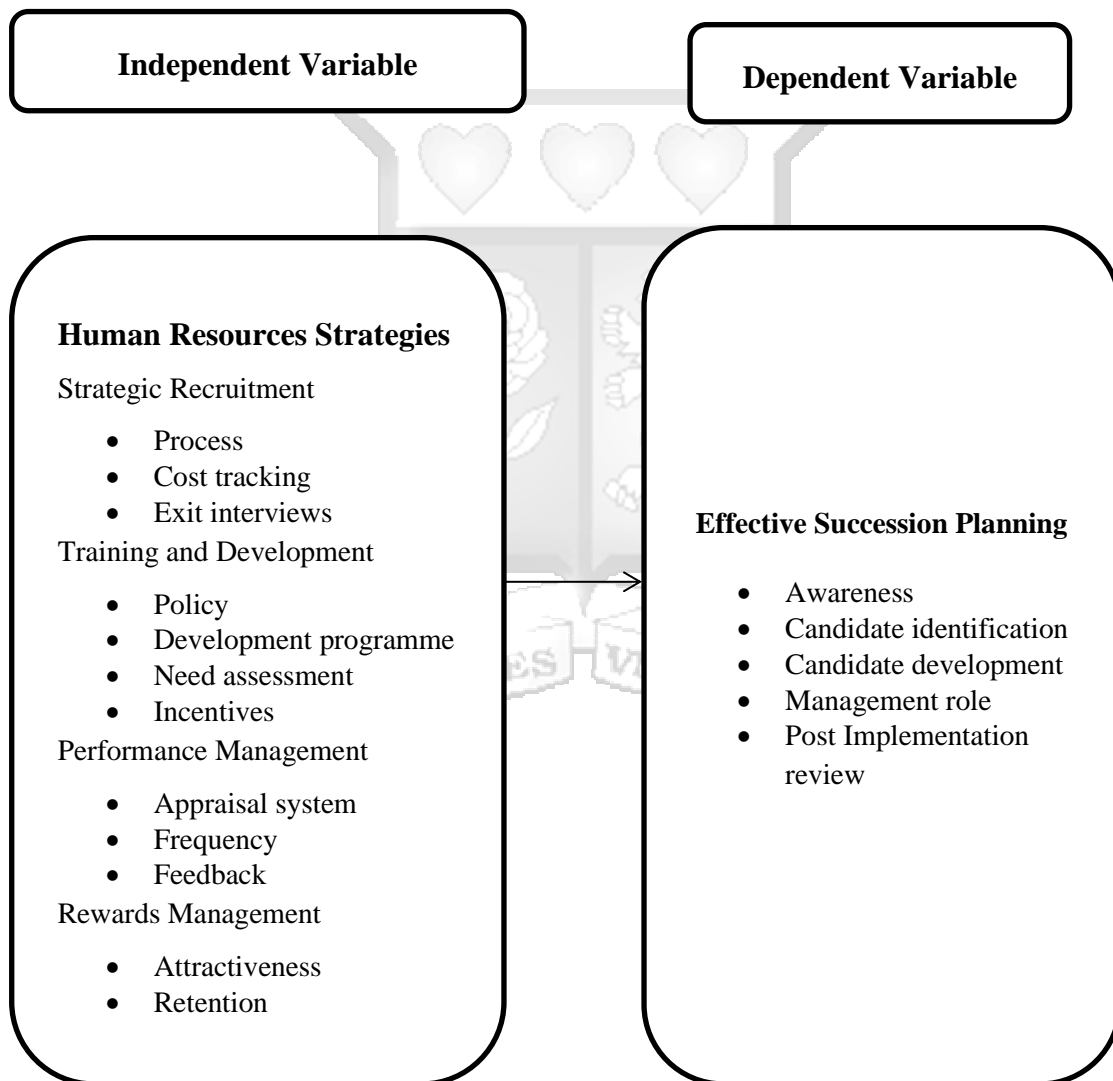 Independent Variable
Dependent Variable
Human Resources Strategies
Strategic Recruitment
• Process
• Cost tracking
• Exit interviews
Training and Development
• Policy
• Development programme
• Need assessment
• Incentives
Performance Management
• Appraisal system
• Frequency
• Feedback
Rewards Management
• Attractiveness
• Retention
Effective Succession Planning
• Awareness
• Candidate identification
• Candidate development
• Management role
• Post Implementation
review